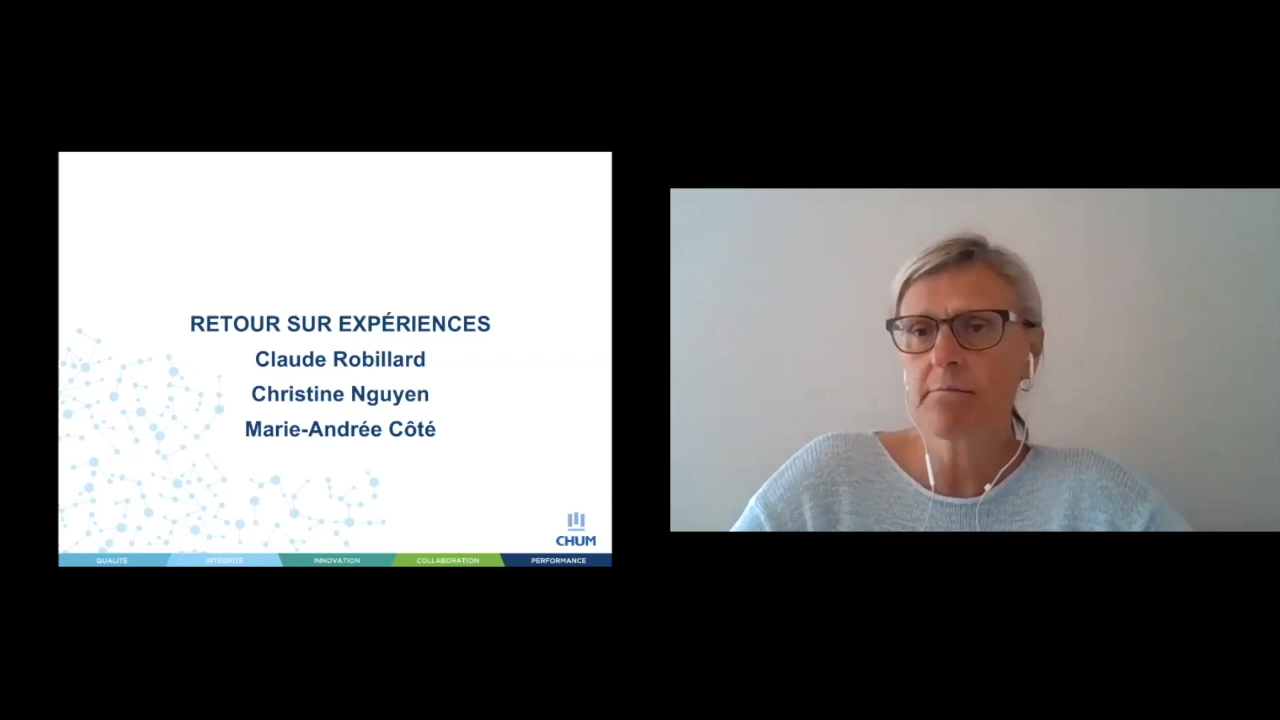 RETOUR SUR EXPÉRIENCES
Claude Robillard
Christine Nguyen
Marie-Andrée Côté
CHUM
QUALITÉ INTÉGRITÉ INNOVATION COLLABORATION PERFORMANCE